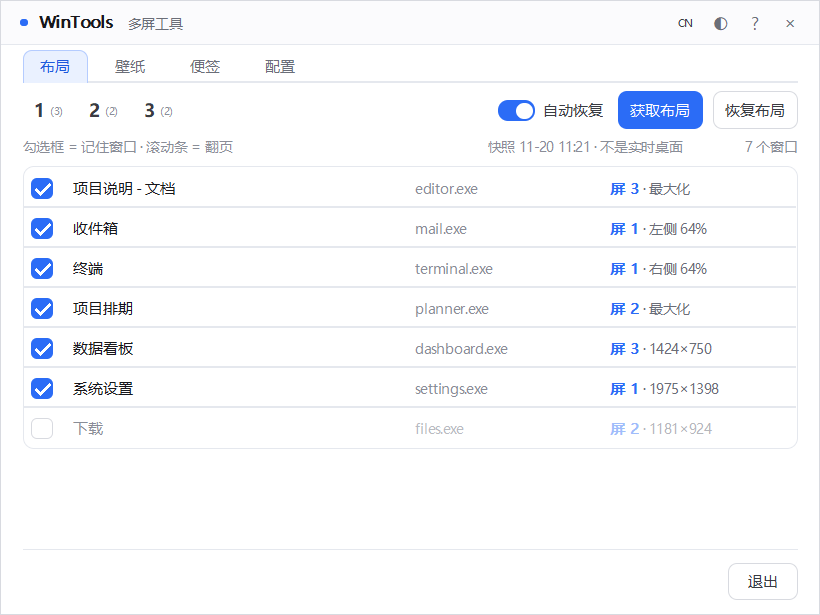 WinTools 多屏工具 CN ?
布局 壁纸 便签 配置
1 (3) 2 (2) 3 (2) 自动恢复 获取布局 恢复布局
勾选框 = 记住窗口 · 滚动条 = 翻页 快照 11-20 11:21 · 不是实时桌面 7 个窗口
项目说明 - 文档 editor.exe 屏 3 · 最大化
收件箱 mail.exe 屏 1 · 左侧 64%
终端 terminal.exe 屏 1 · 右侧 64%
项目排期 planner.exe 屏 2 · 最大化
数据看板 dashboard.exe 屏 3 · 1424×750
系统设置 settings.exe 屏 1 · 1975×1398
下载 files.exe 屏 2 · 1181×924
退出